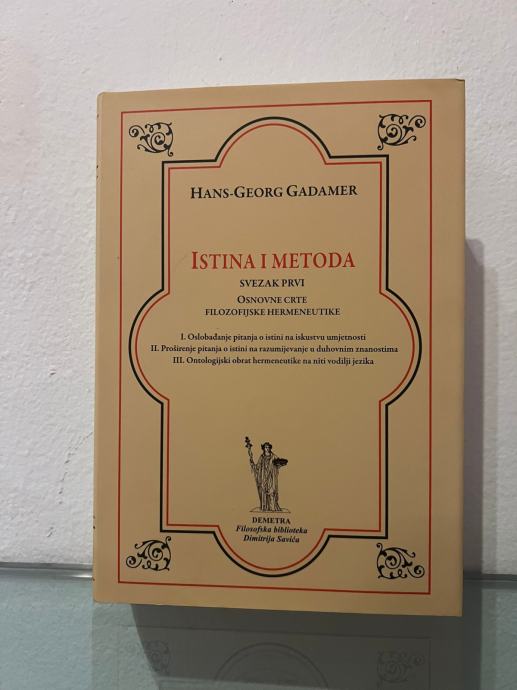 HANS-GEORG GADAMER
ISTINA I METODA
SVEZAK PRVI
OSNOVNE CRTE
FILOZOFIJSKE HERMENEUTIKE
I. Oslobađanje pitanja o istini na iskustvu umjetnosti
II. Proširenje pitanja o istini na razumijevanje u duhovnim znanostima
III. Ontologijski obrat hermeneutike na niti vodilji jezika
DEMETRA
Filosofska biblioteka
Dimitrija Savića